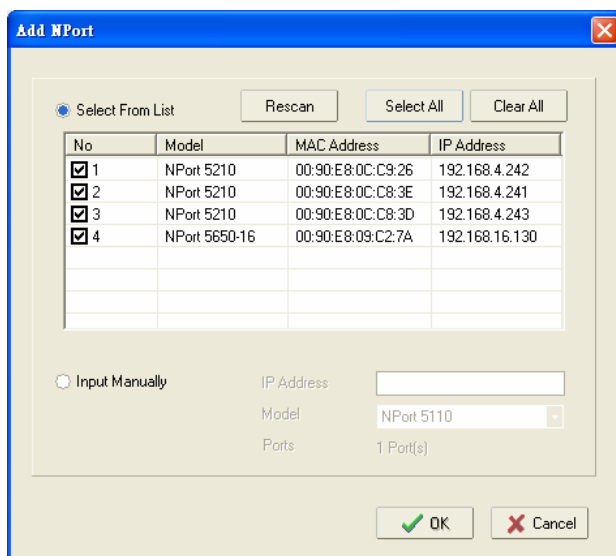 Add NPort
Select From List Rescan Select All Clear All
No Model MAC Address IP Address
1 NPort 5210 00:90:E8:0C:C9:26 192.168.4.242
2 NPort 5210 00:90:E8:0C:C8:3E 192.168.4.241
3 NPort 5210 00:90:E8:0C:C8:3D 192.168.4.243
4 NPort 5650-16 00:90:E8:09:C2:7A 192.168.16.130
Input Manually IP Address
Model NPort 5110
Ports 1 Port(s)
OK Cancel